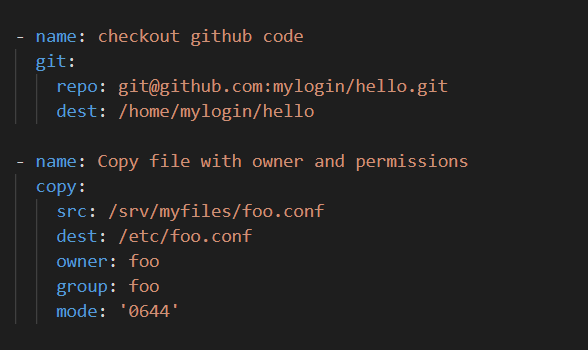 - name: checkout github code
  git:
    repo: git@github.com:mylogin/hello.git
    dest: /home/mylogin/hello
- name: Copy file with owner and permissions
  copy:
    src: /srv/myfiles/foo.conf
    dest: /etc/foo.conf
    owner: foo
    group: foo
    mode: '0644'